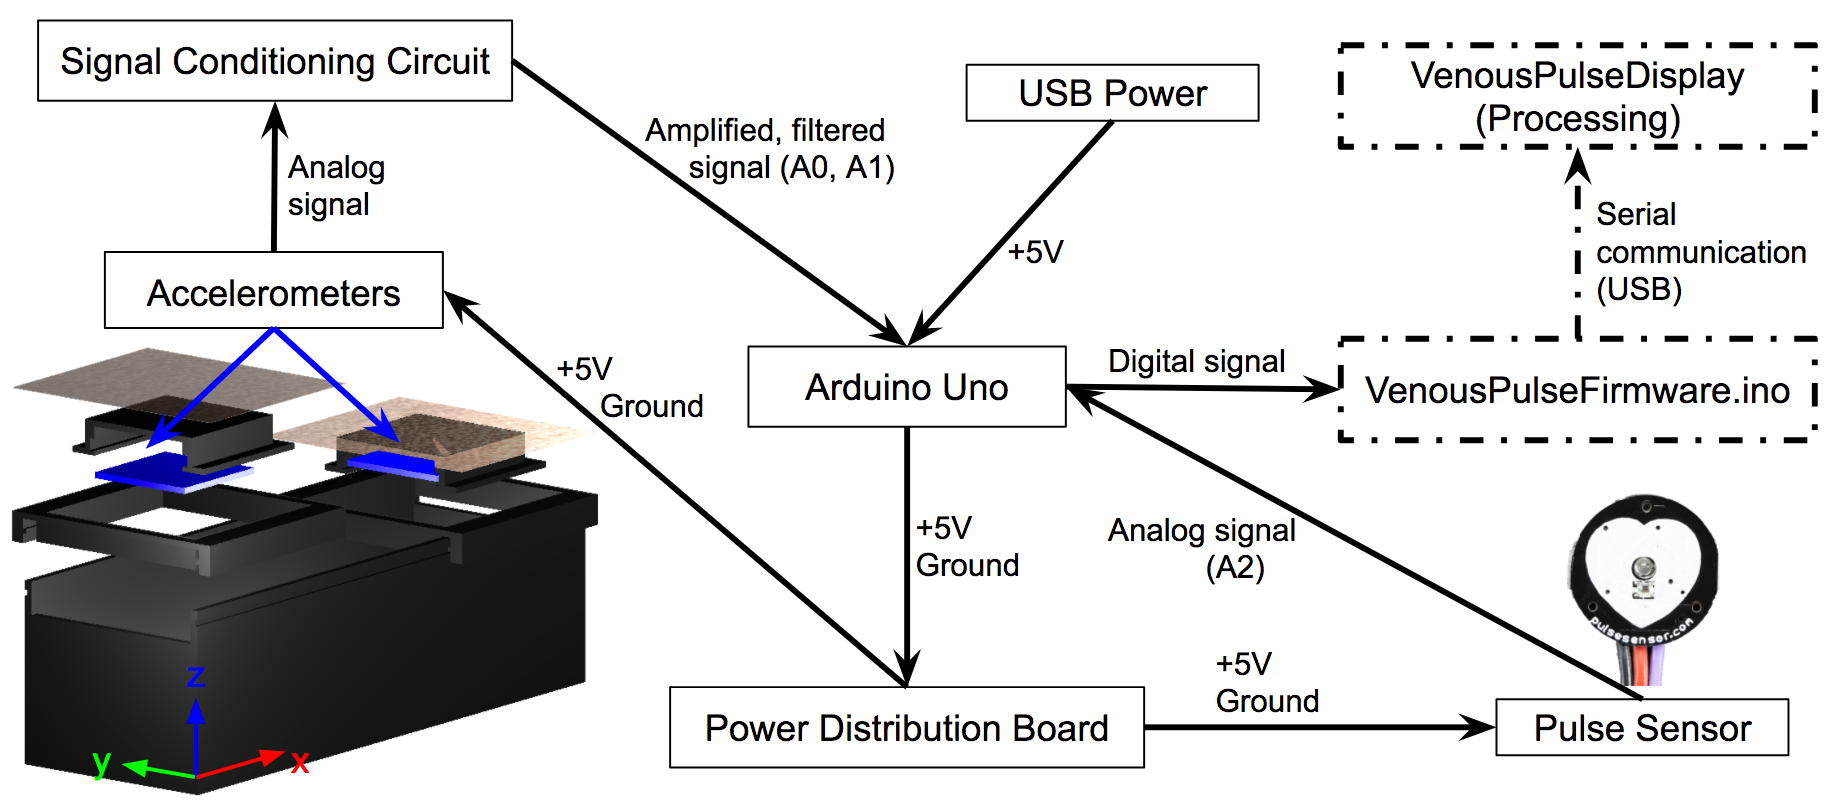 Signal Conditioning Circuit
Analog
signal
Accelerometers
Amplified, filtered
signal (A0, A1)
USB Power
+5V
VenousPulseDisplay
(Processing)
Serial
communication
(USB)
Arduino Uno
Digital signal
VenousPulseFirmware.ino
+5V
Ground
+5V
Ground
Analog signal
(A2)
pulsesensor.com
+5V
Ground
Power Distribution Board
Pulse Sensor
z
y
x